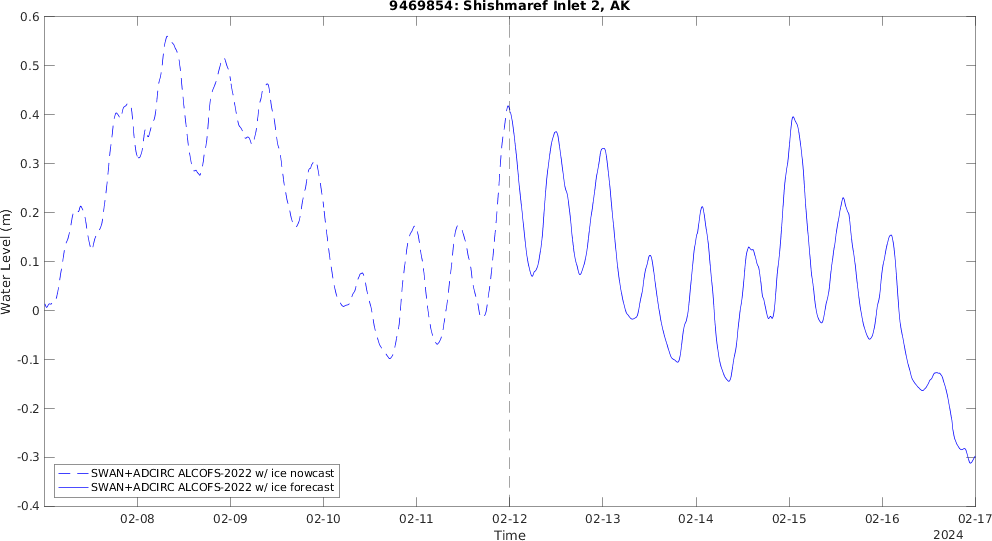 9469854: Shishmaref Inlet 2, AK
0.6
0.5
0.4
0.3
0.2
0.1
0
-0.1
-0.2
-0.3
-0.4
Water Level (m)
SWAN+ADCIRC ALCOFS-2022 w/ ice nowcast
SWAN+ADCIRC ALCOFS-2022 w/ ice forecast
02-08 02-09 02-10 02-11 02-12 02-13 02-14 02-15 02-16 02-17
Time
2024